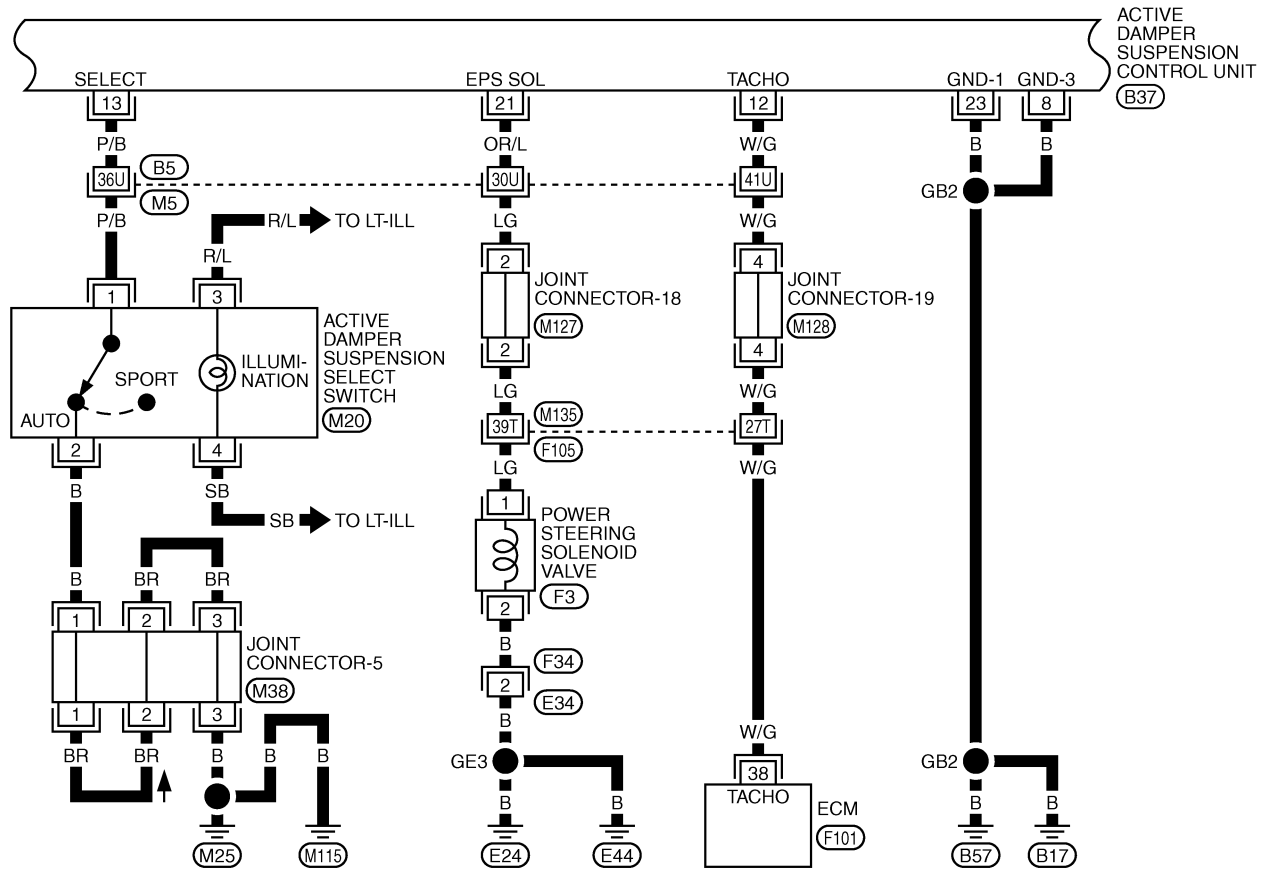 ACTIVE
DAMPER
SUSPENSION
CONTROL UNIT
B37
SELECT
EPS SOL
TACHO
GND-1
GND-3
13
21
12
23
8
P/B
OR/L
W/G
B
B
36U
B5
M5
30U
41U
GB2
P/B
R/L
TO LT-ILL
LG
W/G
R/L
1
3
2
JOINT
CONNECTOR-18
M127
2
4
JOINT
CONNECTOR-19
M128
4
ACTIVE
DAMPER
SUSPENSION
SELECT
SWITCH
M20
ILLUMI-
NATION
SPORT
AUTO
2
4
LG
W/G
39T
M135
F105
27T
LG
W/G
B
SB
SB
TO LT-ILL
1
POWER
STEERING
SOLENOID
VALVE
F3
2
B
BR
BR
1
2
3
JOINT
CONNECTOR-5
M38
1
2
3
B
2
F34
E34
B
BR
BR
B
B
B
W/G
GE3
GB2
38
TACHO
ECM
F101
B
B
B
B
M25
M115
E24
E44
B57
B17